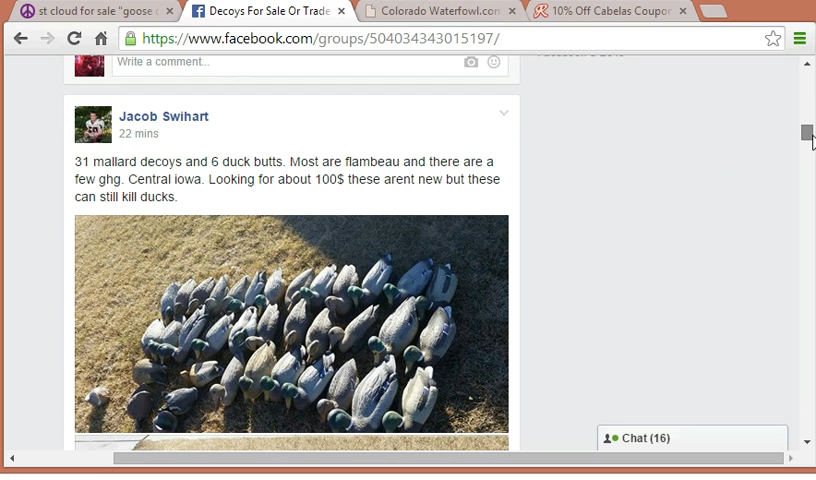 st cloud for sale "goose
Decoys For Sale Or Trade
Colorado Waterfowl.com
10% Off Cabelas Coupon
https://www.facebook.com/groups/504034343015197/
Write a comment...
Jacob Swihart
22 mins
31 mallard decoys and 6 duck butts. Most are flambeau and there are a
few ghg. Central iowa. Looking for about 100$ these arent new but these
can still kill ducks.
Chat (16)